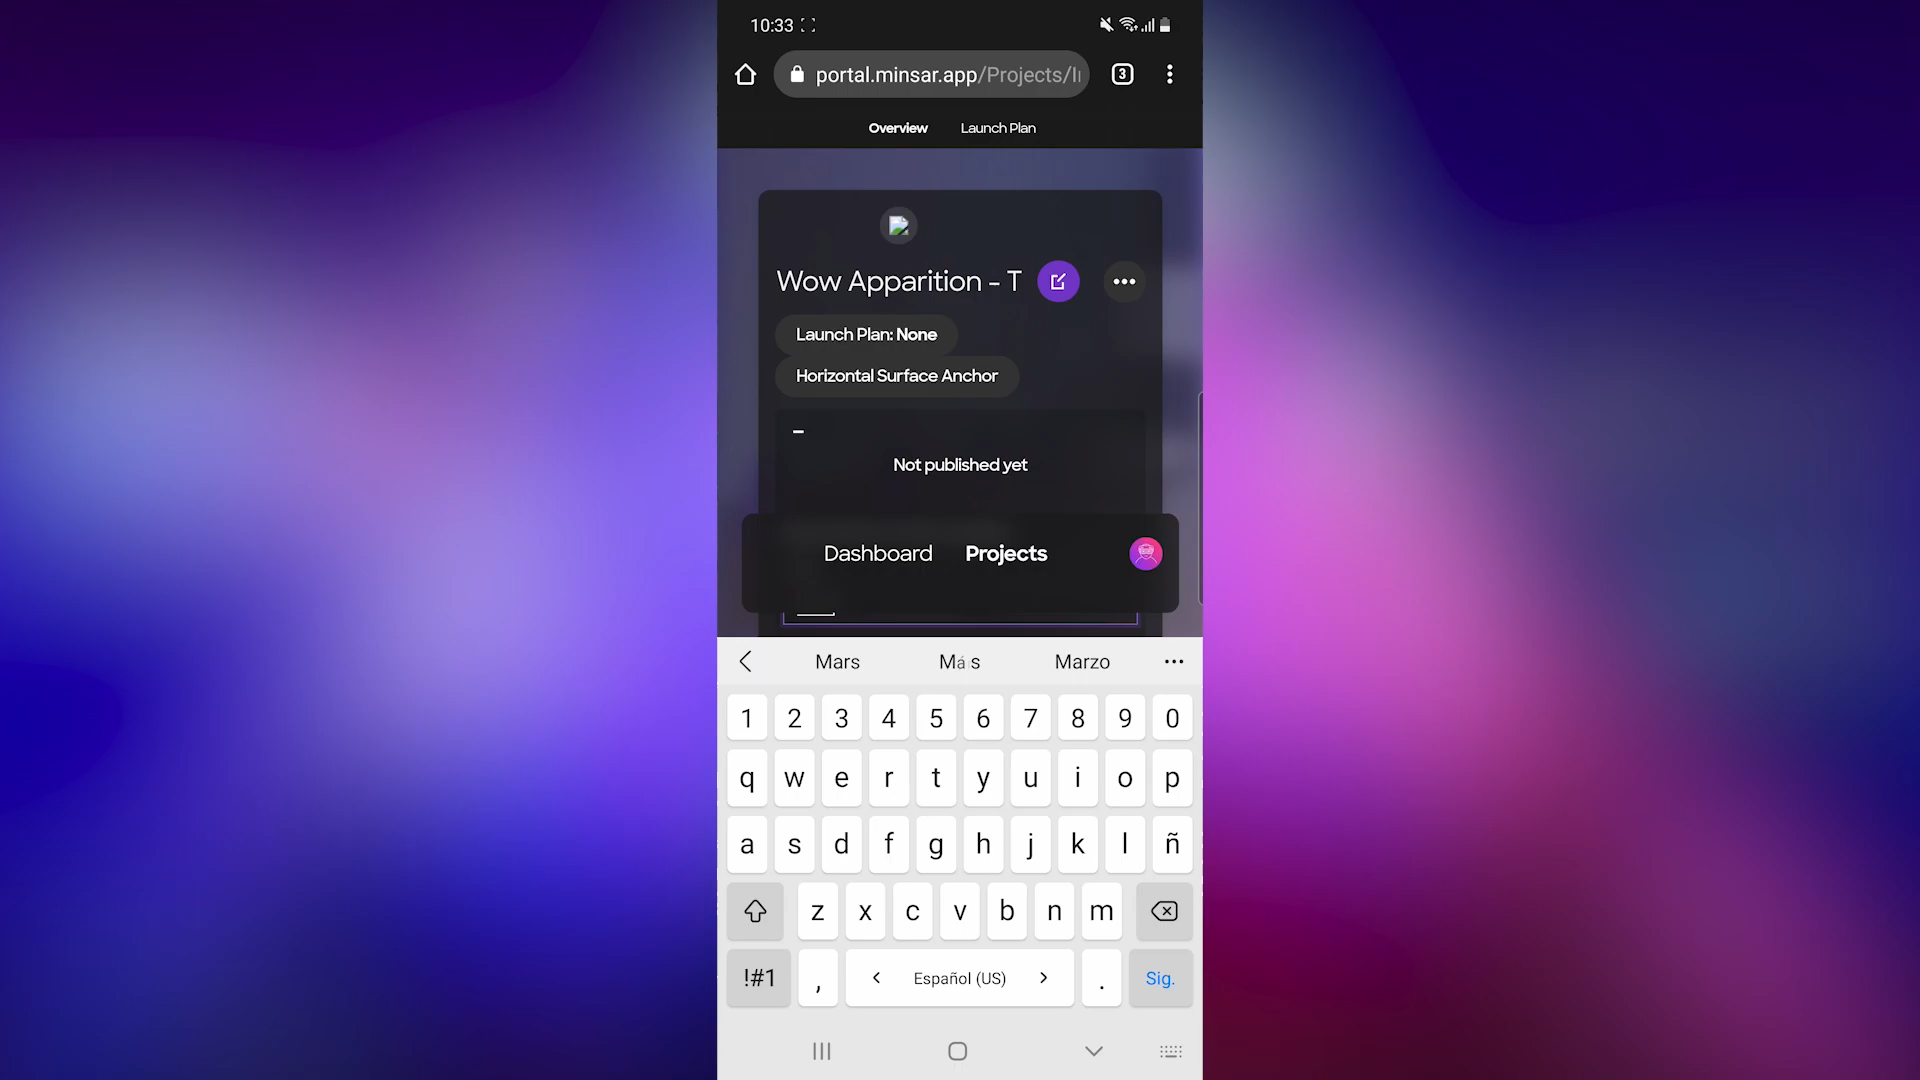 10:33
portal.minsar.app/Projects/I
3
Overview Launch Plan
Wow Apparition - T
Launch Plan: None
Horizontal Surface Anchor
-
Not published yet
Dashboard Projects
Mars Más Marzo
1 2 3 4 5 6 7 8 9 0
q w e r t y u i o p
a s d f g h j k l ñ
z x c v b n m
!#1 , < Español (US) > . Sig.